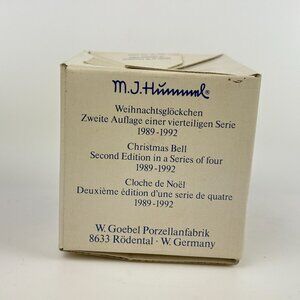 M.J.Hummel®
Weihnachtsglöckchen
Zweite Auflage einer vierteiligen Serie
1989-1992
Christmas Bell
Second Edition in a Series of four
1989-1992
Cloche de Noël
Deuxième édition d'une serie de quatre
1989-1992
W. Goebel Porzellanfabrik
8633 Rödental · W. Germany